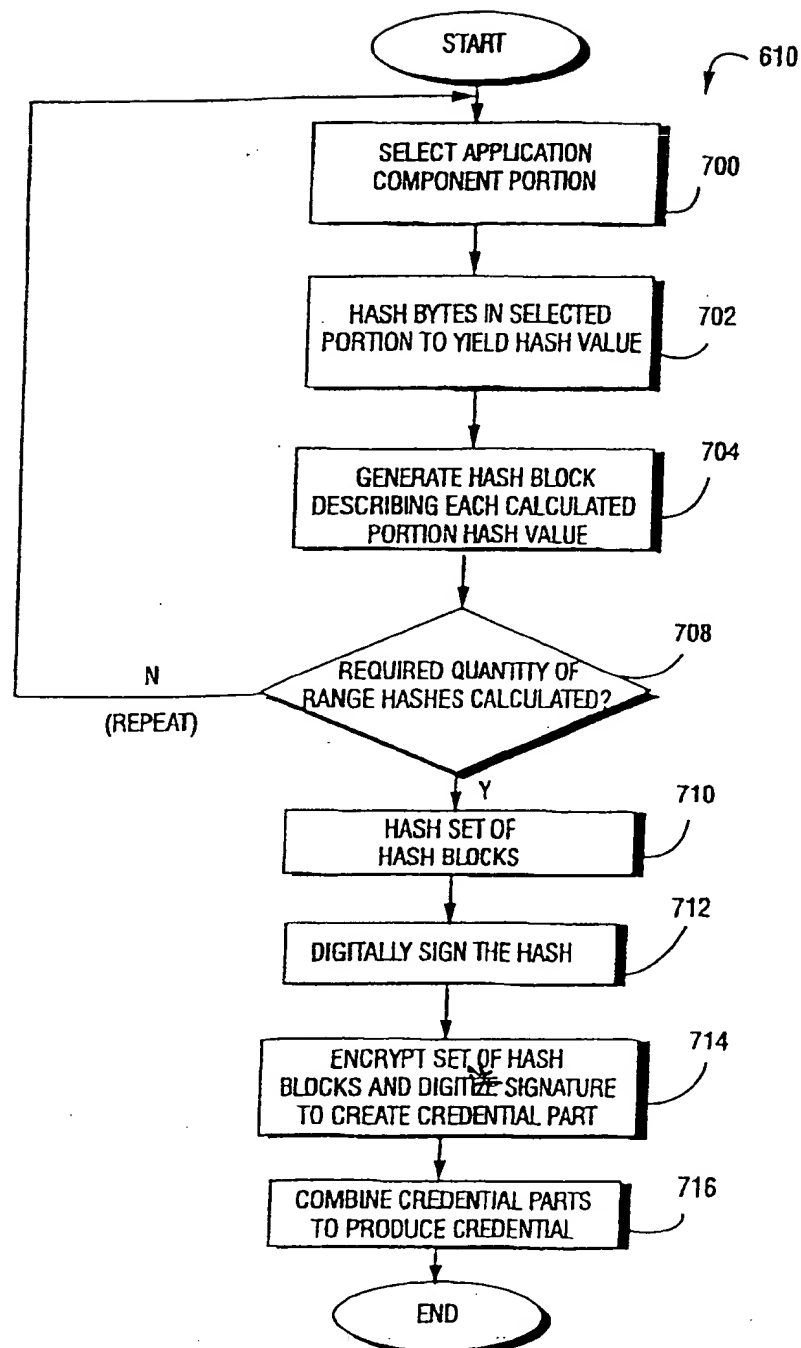 START
610
SELECT APPLICATION
COMPONENT PORTION
700
HASH BYTES IN SELECTED
PORTION TO YIELD HASH VALUE
702
GENERATE HASH BLOCK
DESCRIBING EACH CALCULATED
PORTION HASH VALUE
704
REQUIRED QUANTITY OF
RANGE HASHES CALCULATED?
708
N
(REPEAT)
Y
HASH SET OF
HASH BLOCKS
710
DIGITALLY SIGN THE HASH
712
ENCRYPT SET OF HASH
BLOCKS AND DIGITIZE SIGNATURE
TO CREATE CREDENTIAL PART
714
COMBINE CREDENTIAL PARTS
TO PRODUCE CREDENTIAL
716
END